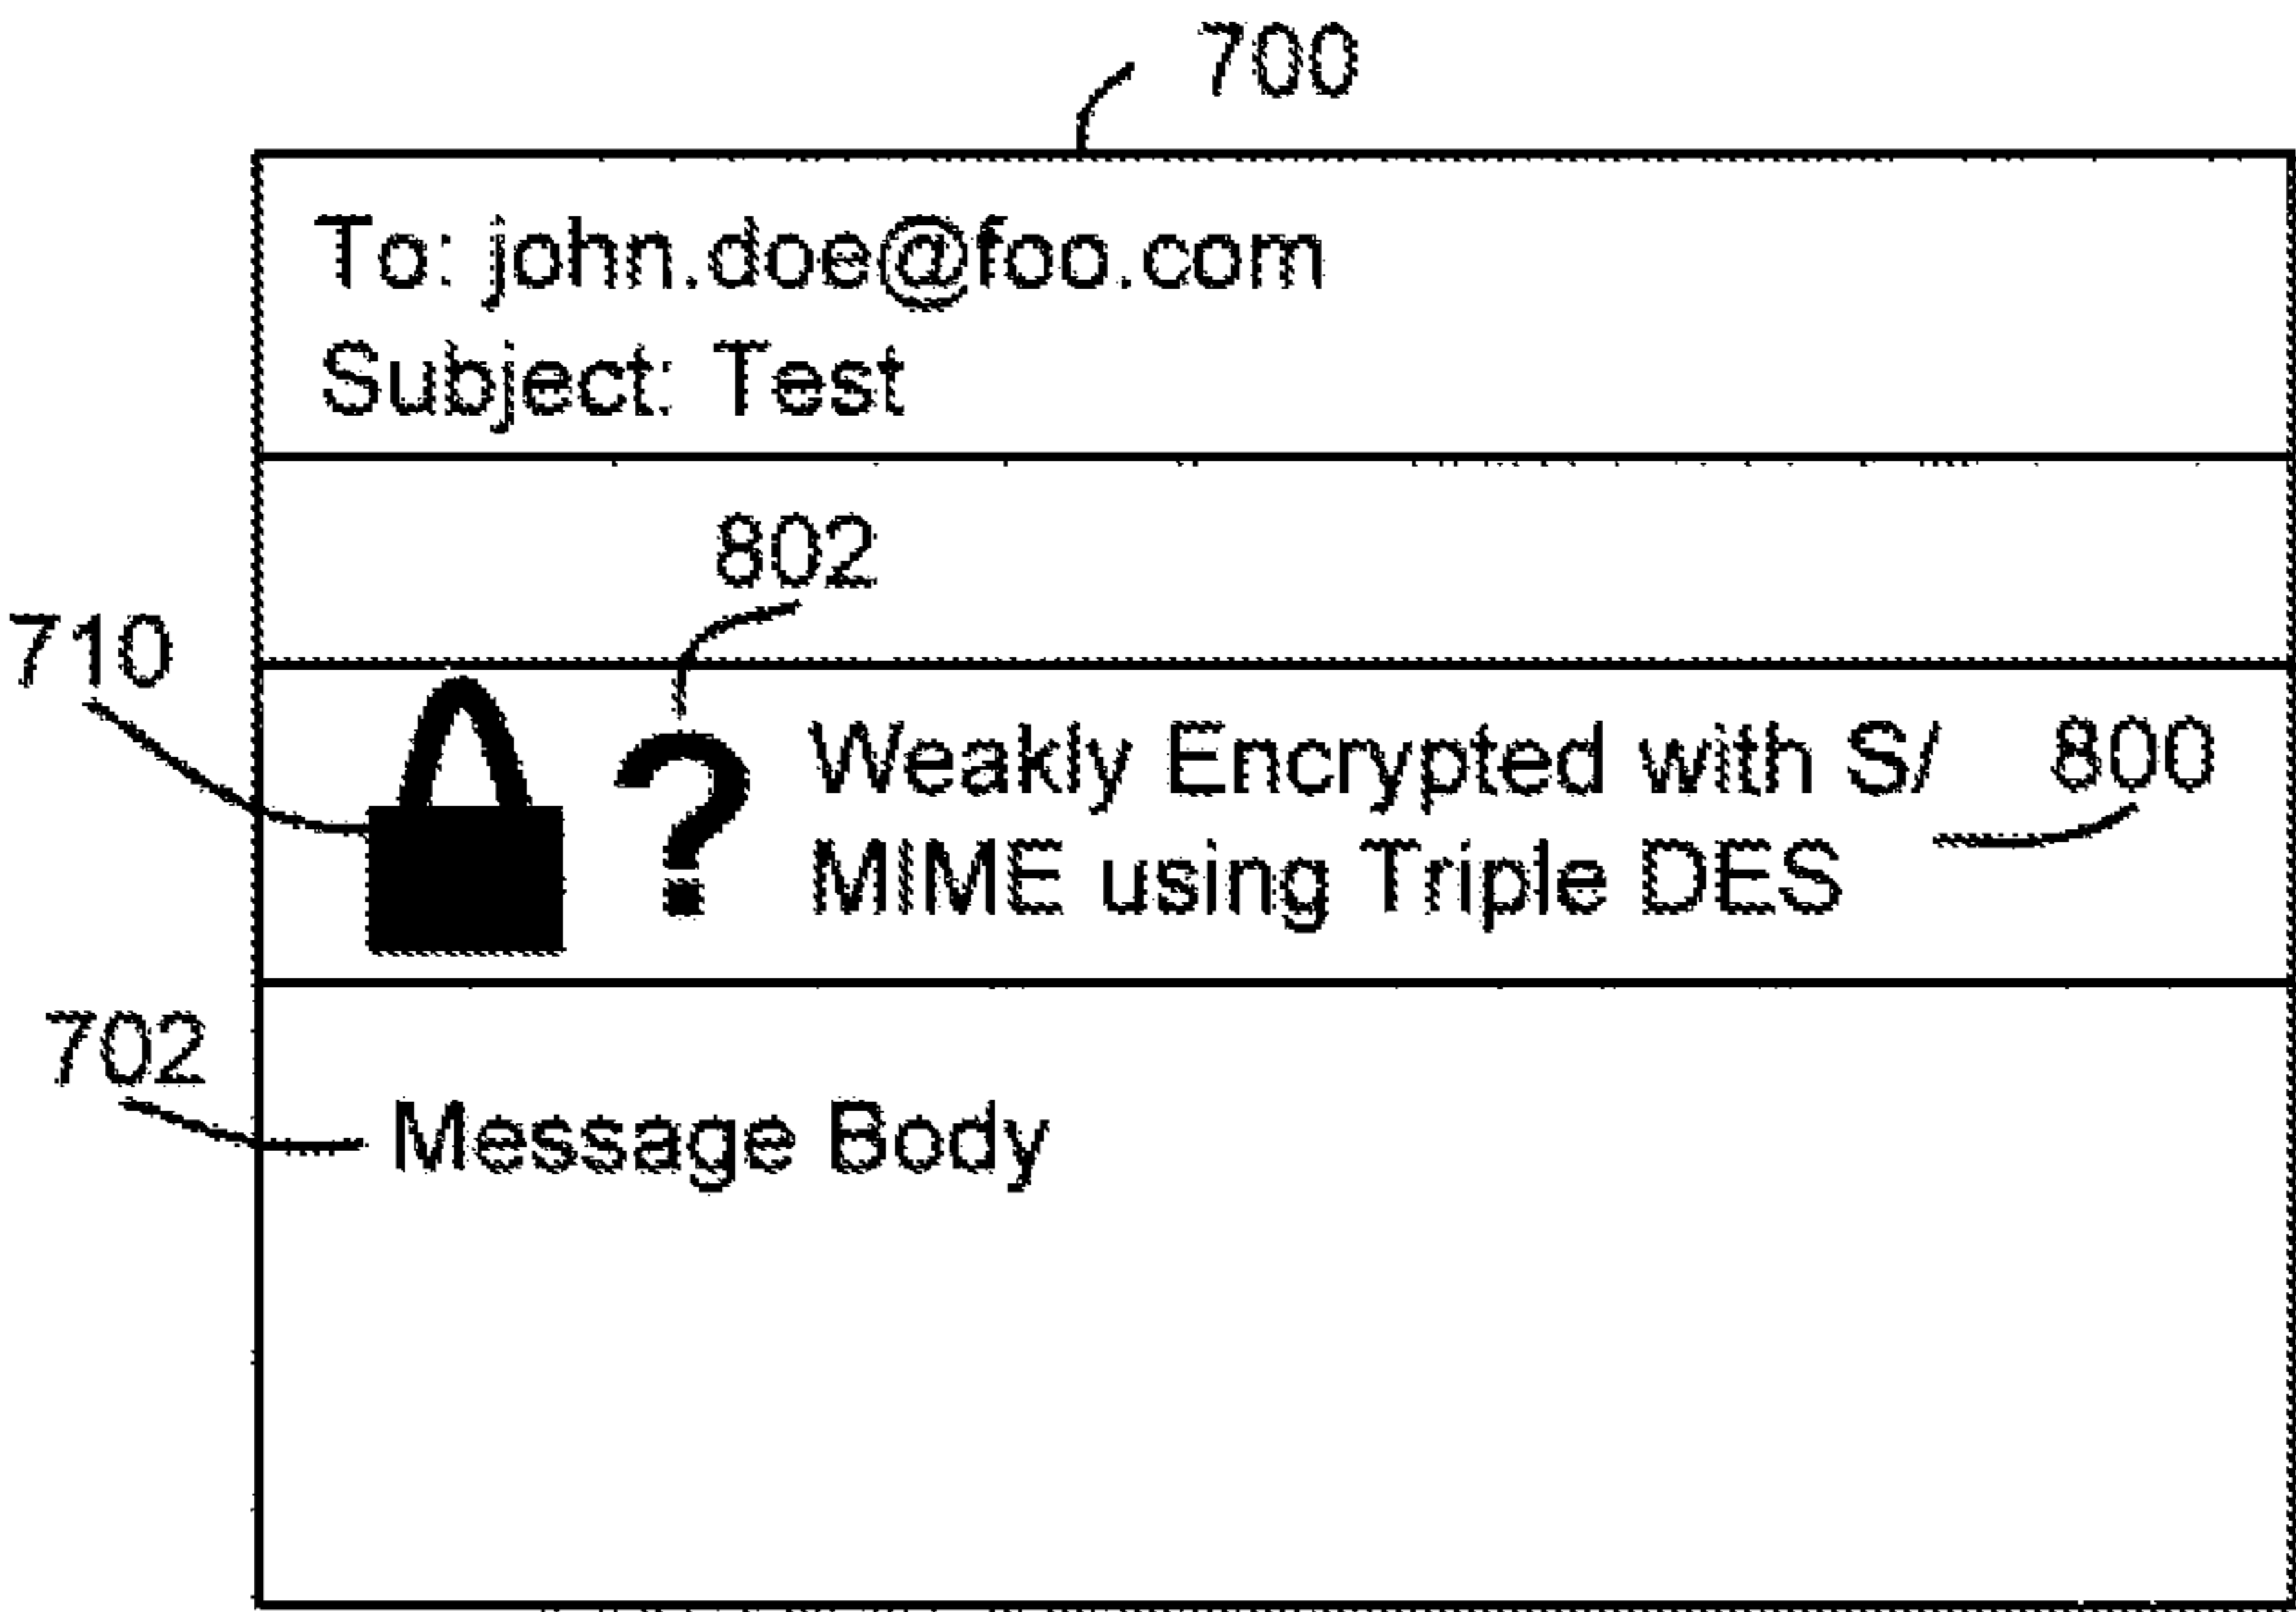 700
To: john.doe@foo.com
Subject: Test
802
710
?
Weakly Encrypted with S/
800
MIME using Triple DES
702
Message Body